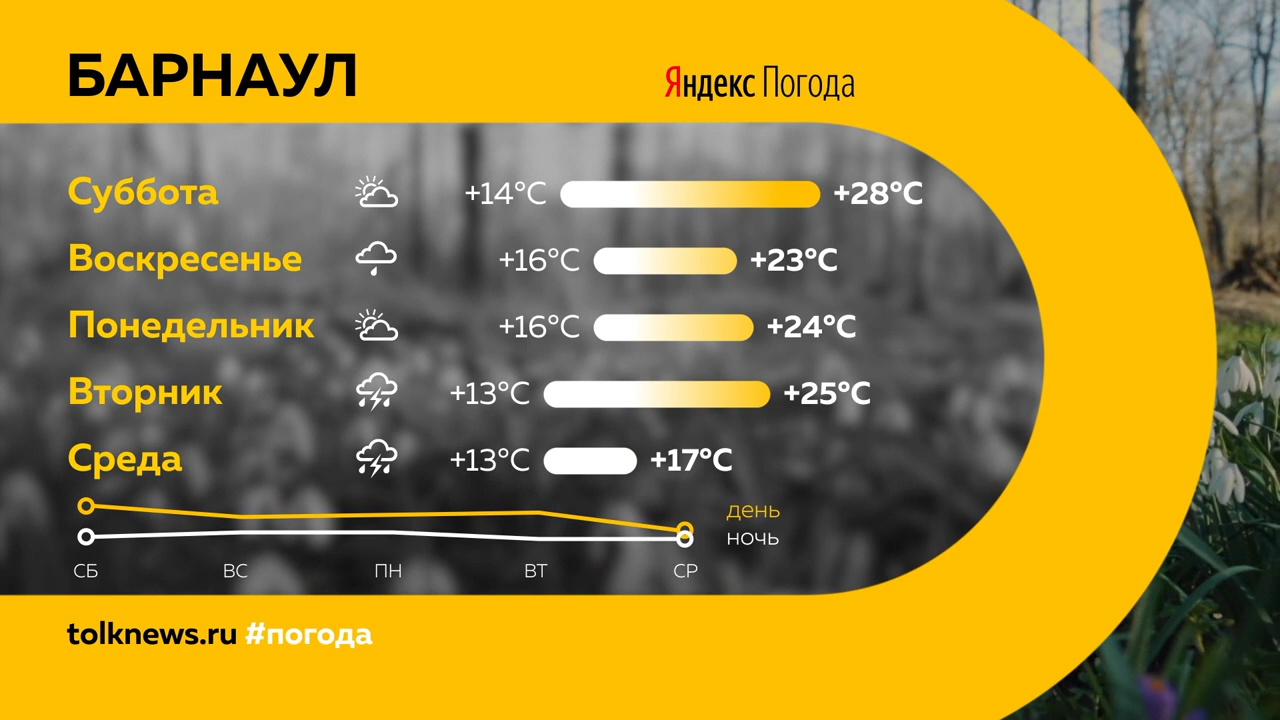 БАРНАУЛ
Яндекс Погода
Суббота +14°C +28°C
Воскресенье +16°C +23°C
Понедельник +16°C +24°C
Вторник +13°C +25°C
Среда +13°C +17°C
день
ночь
СБ ВС ПН ВТ СР
tolknews.ru #погода